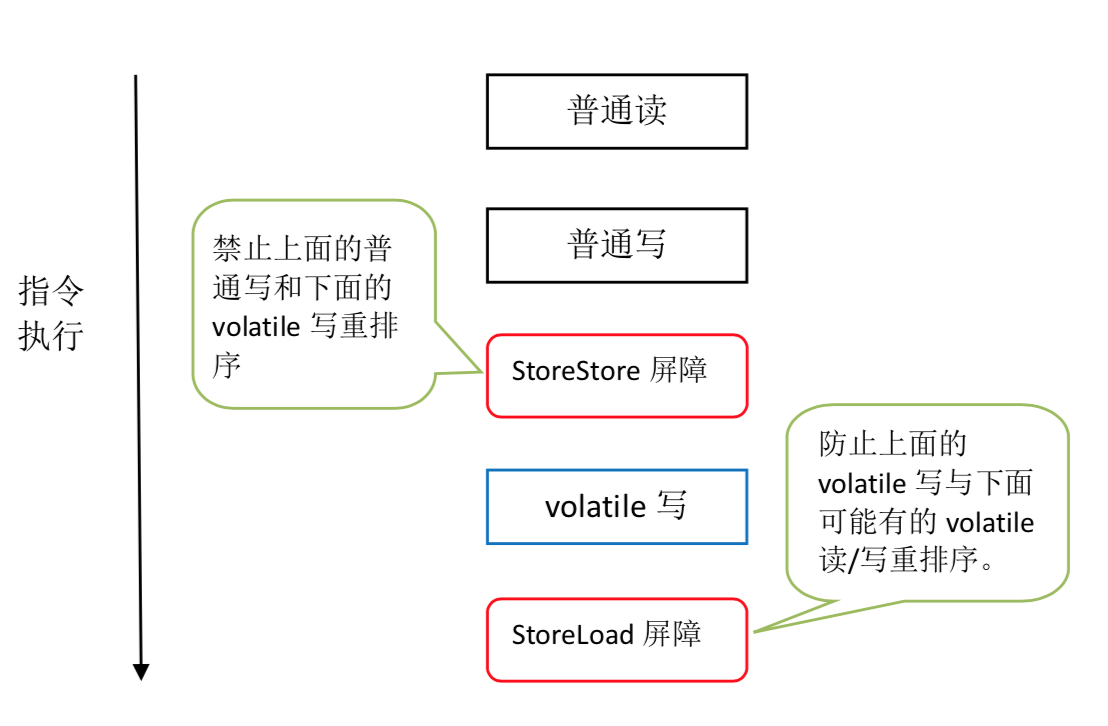 普通读
普通写
禁止上面的普
通写和下面的
volatile 写重排
序
指令
执行
StoreStore 屏障
volatile 写
防止上面的
volatile 写与下面
可能有的 volatile
读/写重排序。
StoreLoad 屏障